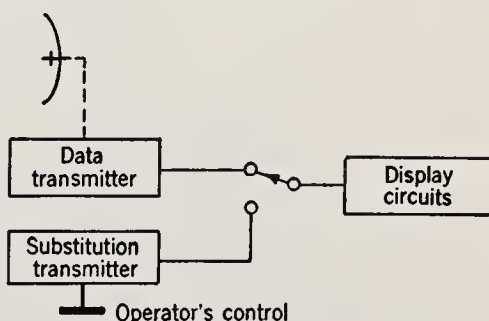 Data
transmitter
Display
circuits
Substitution
transmitter
Operator's control